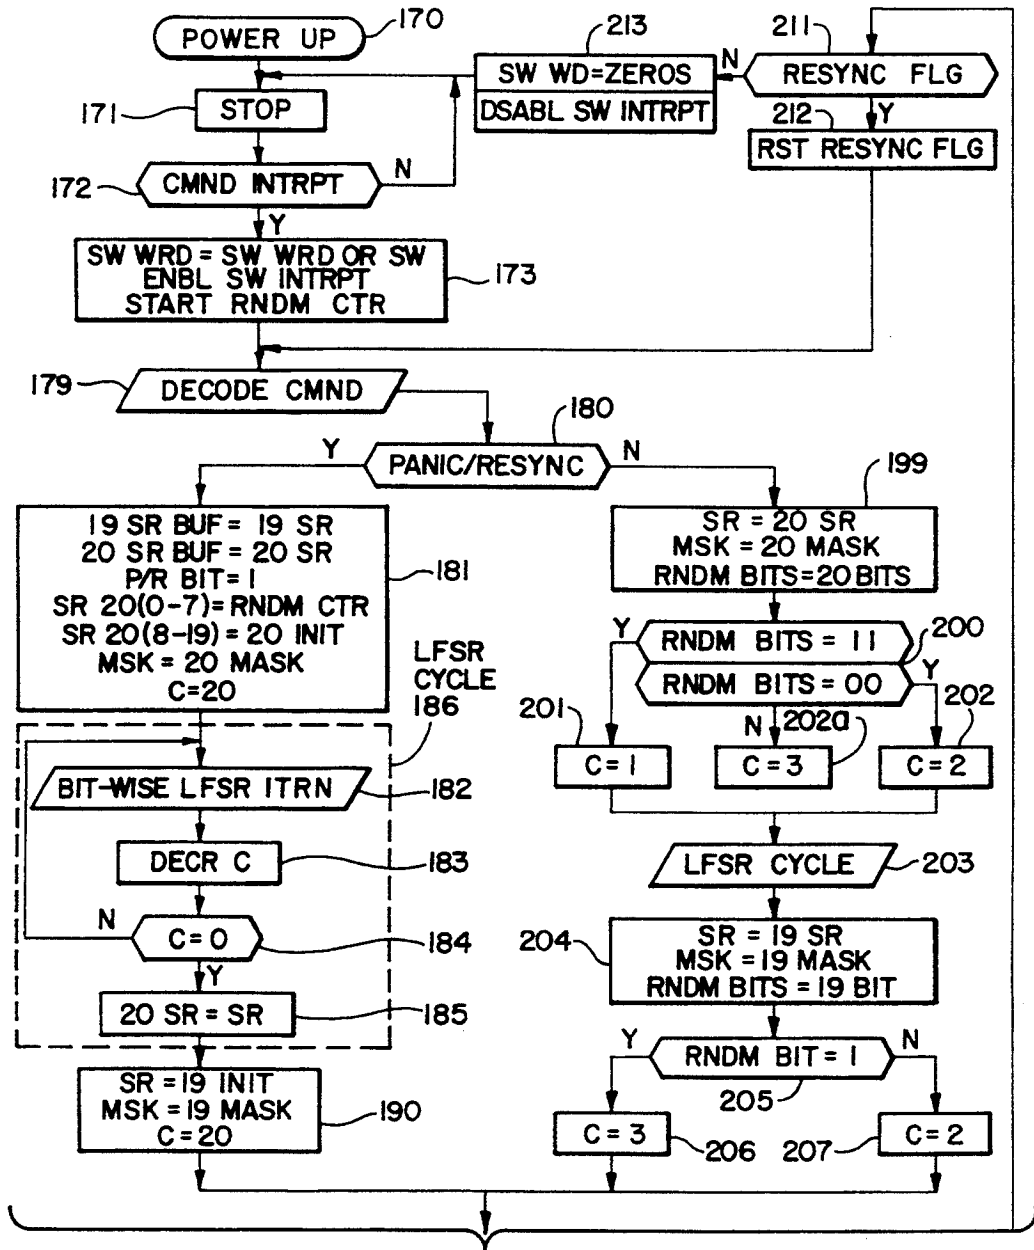 POWER UP
170
171
STOP
172
CMND INTRPT
N
Y
213
SW WD=ZEROS
DSABL SW INTRPT
N
211
RESYNC FLG
Y
212
RST RESYNC FLG
SW WRD = SW WRD OR SW
ENBL SW INTRPT
START RNDM CTR
173
179
DECODE CMND
180
Y
PANIC/RESYNC
N
19 SR BUF = 19 SR
20 SR BUF = 20 SR
P/R BIT = 1
SR 20(0-7)=RNDM CTR
SR 20(8-19) = 20 INIT
MSK = 20 MASK
C=20
181
LFSR
CYCLE
186
BIT-WISE LFSR ITRN
182
DECR C
183
N
C=0
184
Y
20 SR = SR
185
SR = 19 INIT
MSK = 19 MASK
C=20
190
199
SR = 20 SR
MSK = 20 MASK
RNDM BITS=20 BITS
Y
RNDM BITS = 11
200
RNDM BITS = 00
Y
N
201
C=1
202a
C=3
202
C=2
LFSR CYCLE
203
204
SR = 19 SR
MSK = 19 MASK
RNDM BITS = 19 BIT
Y
RNDM BIT = 1
N
205
C=3
206
207
C=2